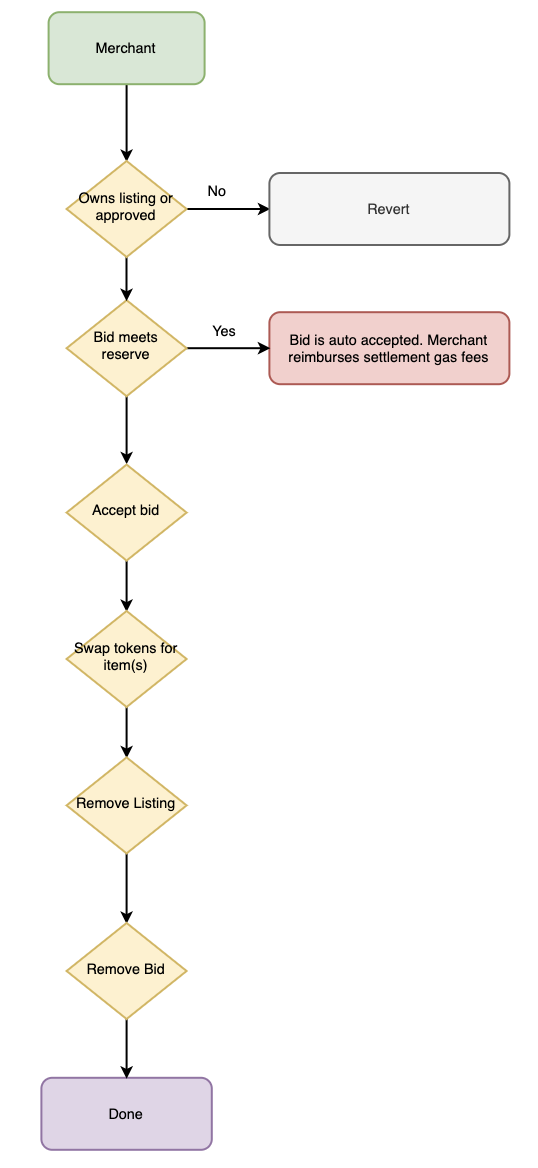 Merchant
Owns listing or
approved
No
Revert
Bid meets
reserve
Yes
Bid is auto accepted. Merchant
reimburses settlement gas fees
Accept bid
Swap tokens for
item(s)
Remove Listing
Remove Bid
Done